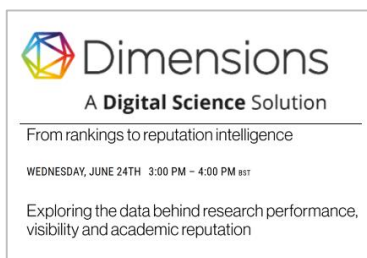 Dimensions
A Digital Science Solution
From rankings to reputation intelligence
WEDNESDAY, JUNE 24TH 3:00 PM – 4:00 PM BST
Exploring the data behind research performance,
visibility and academic reputation